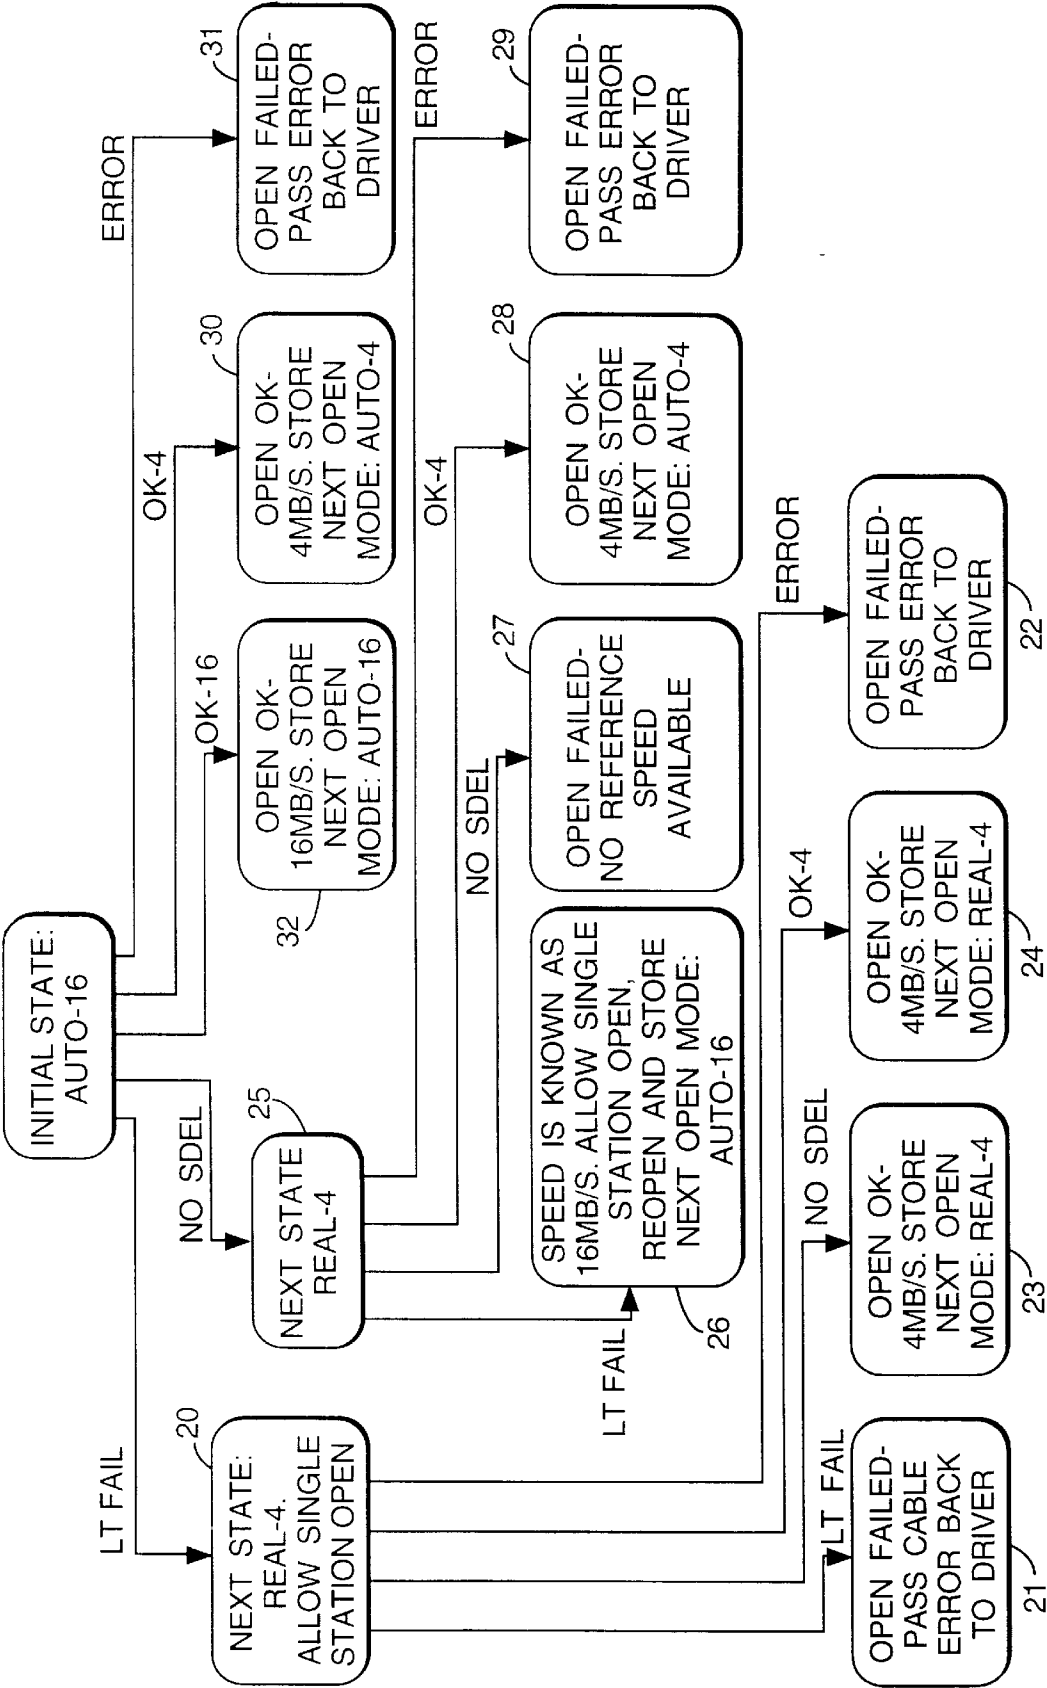 INITIAL STATE:
AUTO-16
LT FAIL
NO SDEL
OK-16
OK-4
ERROR
20
NEXT STATE:
REAL-4.
ALLOW SINGLE
STATION OPEN
25
NEXT STATE
REAL-4
32
OPEN OK-
16MB/S. STORE
NEXT OPEN
MODE: AUTO-16
30
OPEN OK-
4MB/S. STORE
NEXT OPEN
MODE: AUTO-4
31
OPEN FAILED-
PASS ERROR
BACK TO
DRIVER
LT FAIL
NO SDEL
OK-4
ERROR
26
SPEED IS KNOWN AS
16MB/S. ALLOW SINGLE
STATION OPEN,
REOPEN AND STORE
NEXT OPEN MODE:
AUTO-16
27
OPEN FAILED-
NO REFERENCE
SPEED
AVAILABLE
28
OPEN OK-
4MB/S. STORE
NEXT OPEN
MODE: AUTO-4
29
OPEN FAILED-
PASS ERROR
BACK TO
DRIVER
LT FAIL
NO SDEL
OK-4
ERROR
OPEN FAILED-
PASS CABLE
ERROR BACK
TO DRIVER
21
OPEN OK-
4MB/S. STORE
NEXT OPEN
MODE: REAL-4
23
OPEN OK-
4MB/S. STORE
NEXT OPEN
MODE: REAL-4
24
OPEN FAILED-
PASS ERROR
BACK TO
DRIVER
22